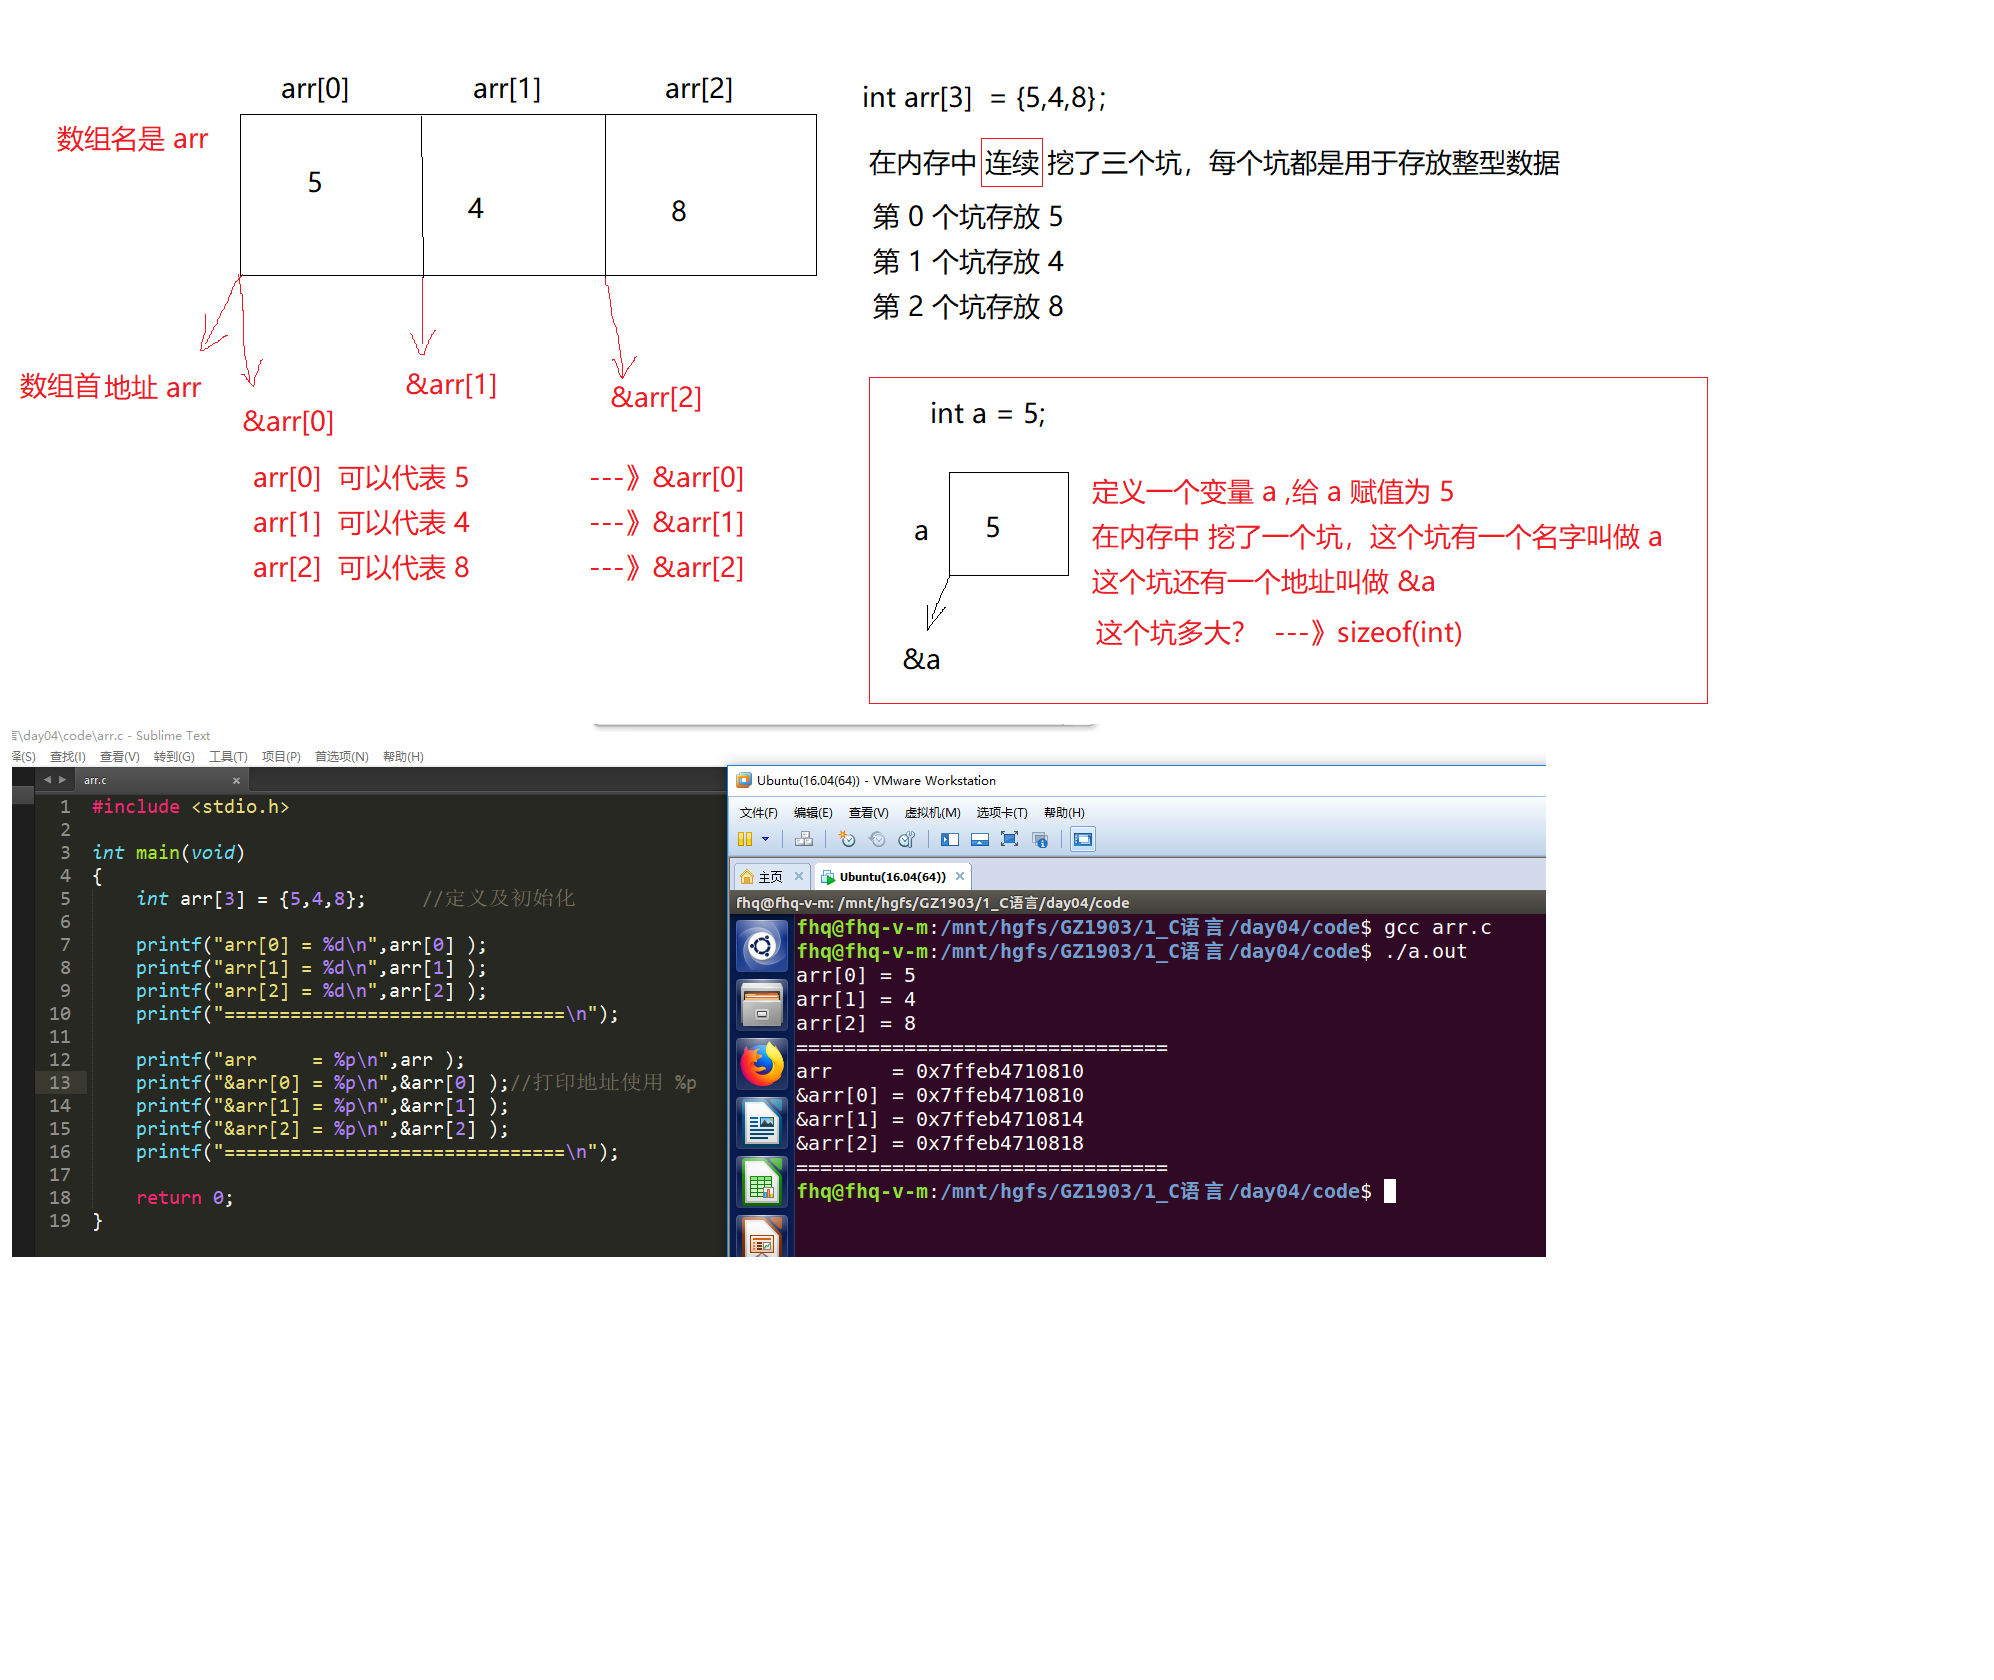 arr[0] arr[1] arr[2]
数组名是 arr
5 4 8
数组首地址 arr
&arr[0]
&arr[1]
&arr[2]
arr[0] 可以代表 5 ---》&arr[0]
arr[1] 可以代表 4 ---》&arr[1]
arr[2] 可以代表 8 ---》&arr[2]
int arr[3] = {5,4,8};
在内存中 连续 挖了三个坑，每个坑都是用于存放整型数据
第 0 个坑存放 5
第 1 个坑存放 4
第 2 个坑存放 8
int a = 5;
a 5
&a
定义一个变量 a ,给 a 赋值为 5
在内存中 挖了一个坑，这个坑有一个名字叫做 a
这个坑还有一个地址叫做 &a
这个坑多大？ ---》sizeof(int)
\day04\code\arr.c - Sublime Text
(S) 查找(I) 查看(V) 转到(G) 工具(T) 项目(P) 首选项(N) 帮助(H)
arr.c
1 #include <stdio.h>
2
3 int main(void)
4 {
5 int arr[3] = {5,4,8}; //定义及初始化
6
7 printf("arr[0] = %d\n",arr[0] );
8 printf("arr[1] = %d\n",arr[1] );
9 printf("arr[2] = %d\n",arr[2] );
10 printf("===============================\n");
11
12 printf("arr     = %p\n",arr );
13 printf("&arr[0] = %p\n",&arr[0] );//打印地址使用 %p
14 printf("&arr[1] = %p\n",&arr[1] );
15 printf("&arr[2] = %p\n",&arr[2] );
16 printf("===============================\n");
17
18 return 0;
19 }
Ubuntu(16.04(64)) - VMware Workstation
文件(F) 编辑(E) 查看(V) 虚拟机(M) 选项卡(T) 帮助(H)
主页 Ubuntu(16.04(64))
fhq@fhq-v-m: /mnt/hgfs/GZ1903/1_C语言/day04/code
fhq@fhq-v-m:/mnt/hgfs/GZ1903/1_C语言/day04/code$ gcc arr.c
fhq@fhq-v-m:/mnt/hgfs/GZ1903/1_C语言/day04/code$ ./a.out
arr[0] = 5
arr[1] = 4
arr[2] = 8
===============================
arr     = 0x7ffeb4710810
&arr[0] = 0x7ffeb4710810
&arr[1] = 0x7ffeb4710814
&arr[2] = 0x7ffeb4710818
===============================
fhq@fhq-v-m:/mnt/hgfs/GZ1903/1_C语言/day04/code$